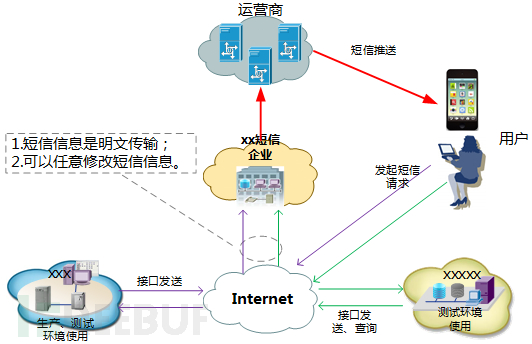 运营商
短信推送
1.短信信息是明文传输；
2.可以任意修改短信信息。
xx短信
企业
用户
发起短信
请求
XXX
接口发送
生产、测试
环境使用
Internet
接口发
送、查询
XXXXX
测试环境
使用